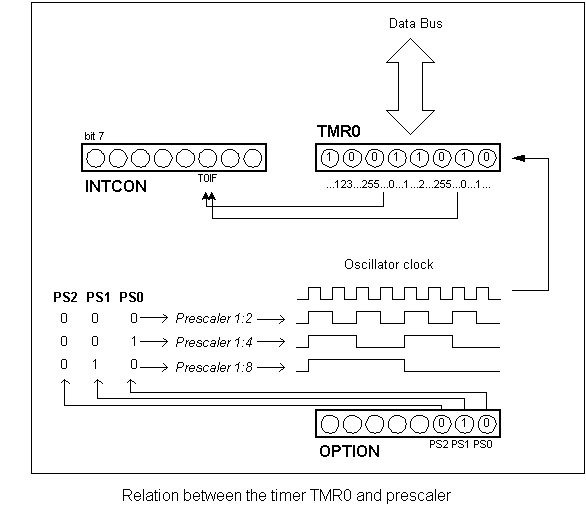 Data Bus
bit 7
TMR0
1 0 0 1 1 0 1 0
T0IF
INTCON
...123...255...0...1...2...255...0...1...
Oscillator clock
PS2 PS1 PS0
0 0 0 Prescaler 1:2
0 0 1 Prescaler 1:4
0 1 0 Prescaler 1:8
0 1 0
PS2 PS1 PS0
OPTION
Relation between the timer TMR0 and prescaler